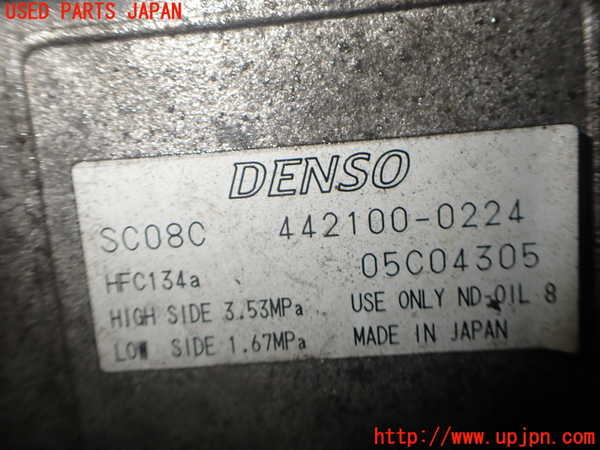 USED PARTS JAPAN
DENSO
SC08C 442100-0224
HFC134a 05C04305
HIGH SIDE 3.53MPa USE ONLY ND-OIL 8
LOW SIDE 1.67MPa MADE IN JAPAN
UPJ
http://www.upjpn.com/